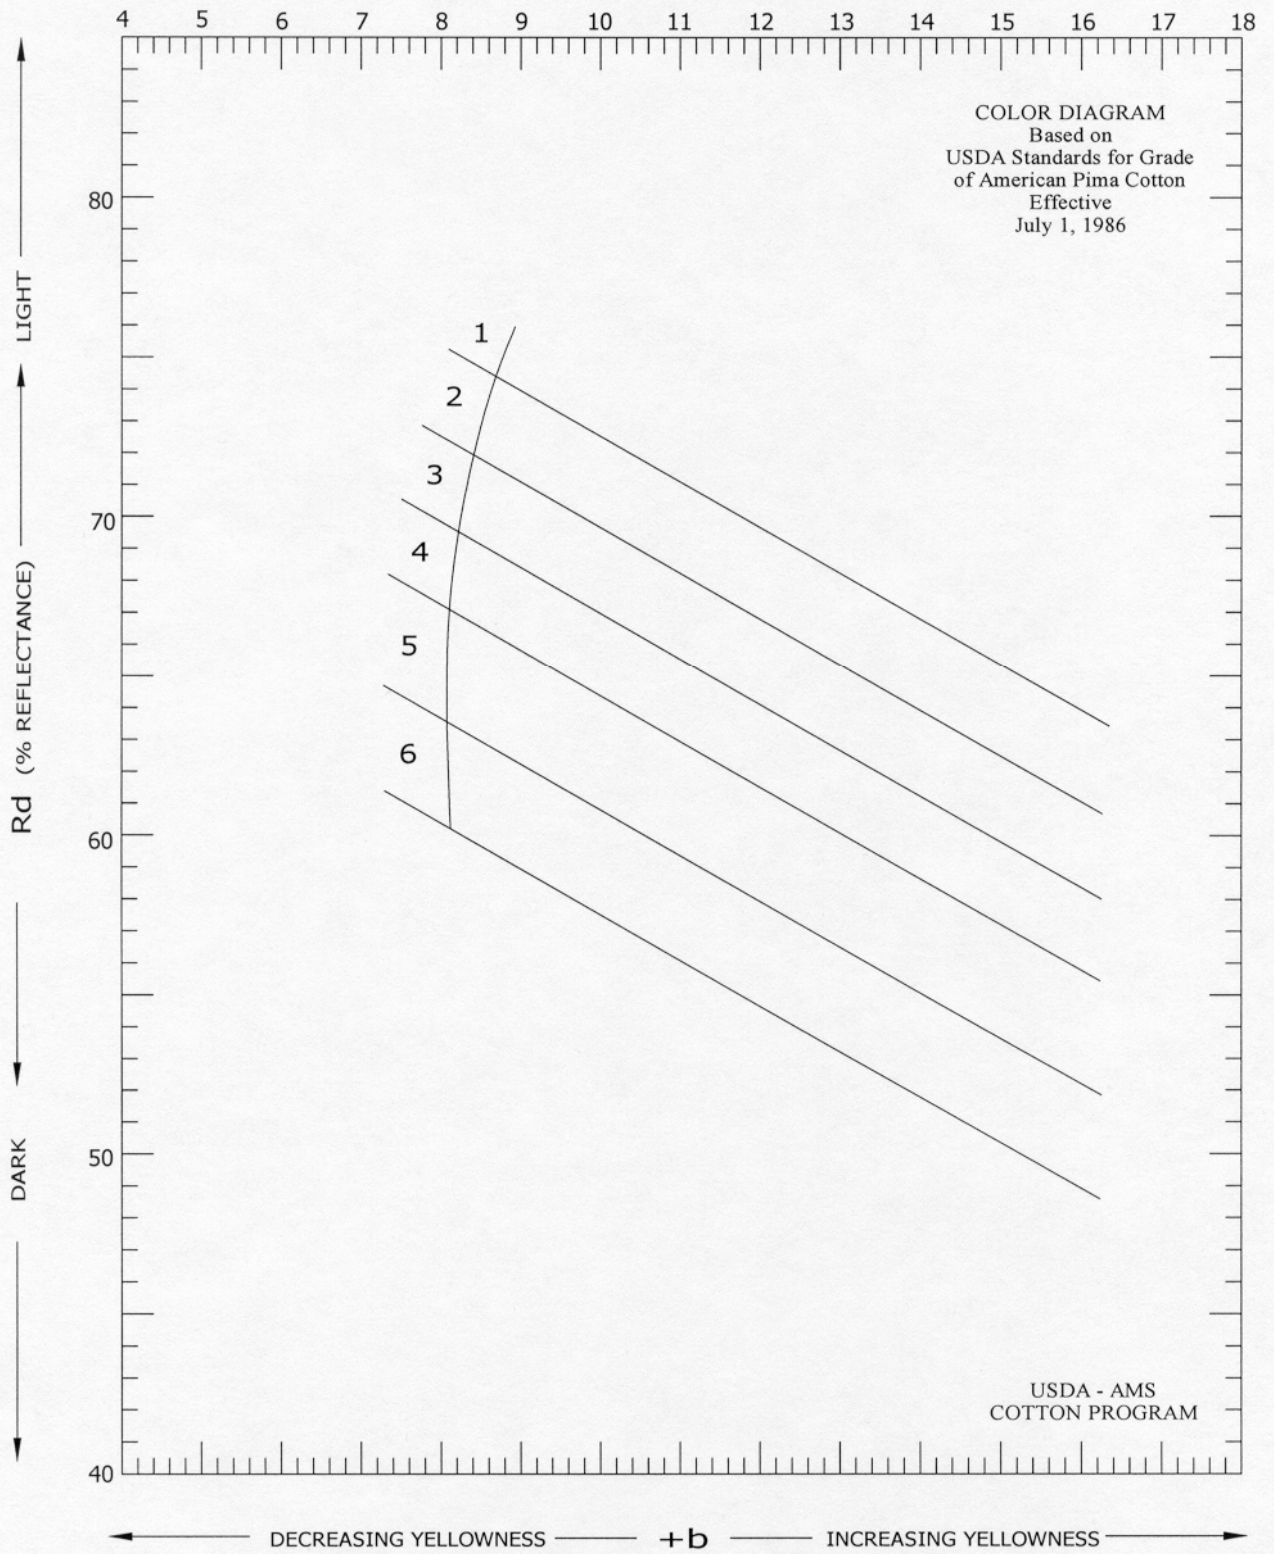 4 5 6 7 8 9 10 11 12 13 14 15 16 17 18
COLOR DIAGRAM
Based on
USDA Standards for Grade
of American Pima Cotton
Effective
July 1, 1986
80
70
60
50
40
LIGHT
Rd (% REFLECTANCE)
DARK
1
2
3
4
5
6
USDA - AMS
COTTON PROGRAM
DECREASING YELLOWNESS +b INCREASING YELLOWNESS